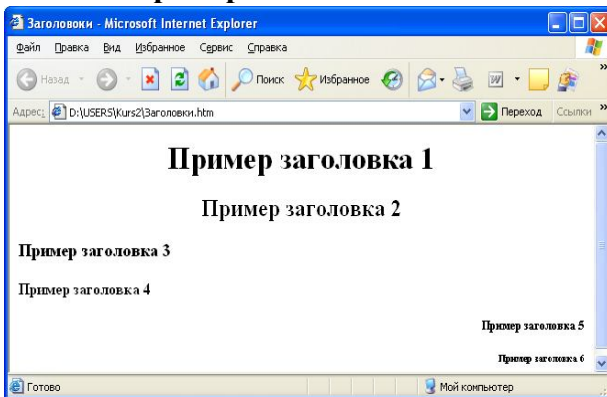 Заголовоки - Microsoft Internet Explorer
Файл Правка Вид Избранное Сервис Справка
Назад Поиск Избранное
Адрес: D:\USERS\Kurs2\Заголовки.htm Переход Ссылки
Пример заголовка 1
Пример заголовка 2
Пример заголовка 3
Пример заголовка 4
Пример заголовка 5
Пример заголовка 6
Готово Мой компьютер